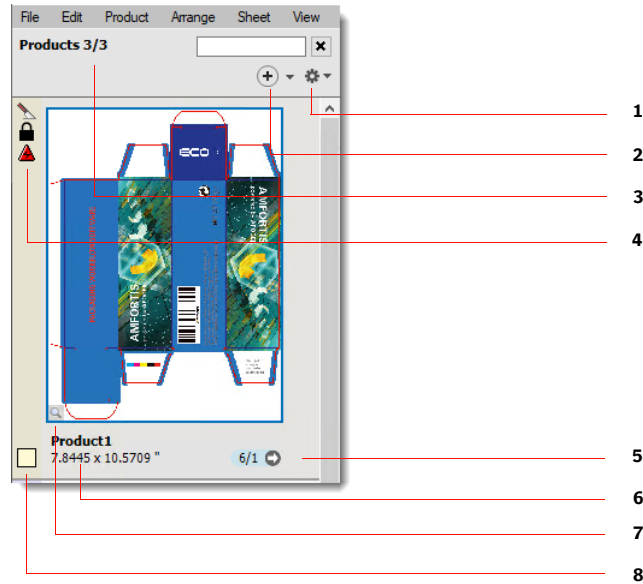 File Edit Product Arrange Sheet View
Products 3/3
1
2
3
4
eco
AMFORTIS
AMFORTIS
Product1
7.8445 x 10.5709 "
6/1
5
6
7
8